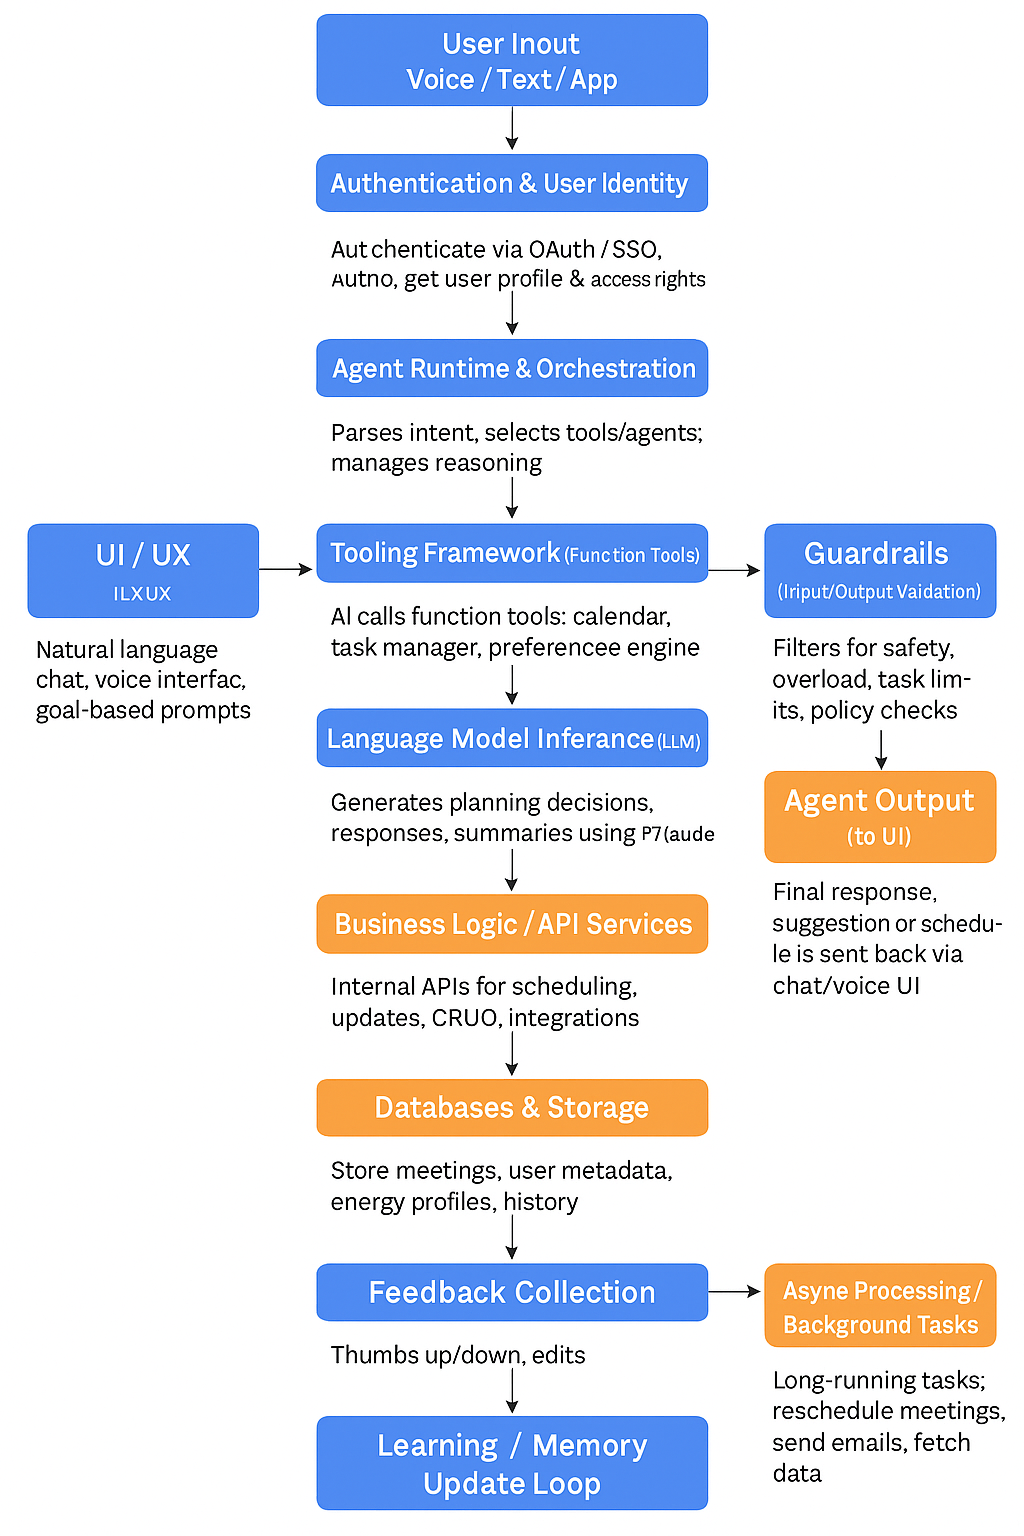 User Inout
Voice / Text / App
Authentication & User Identity
Aut chenticate via OAuth / SSO,
Autno, get user profile & access rights
Agent Runtime & Orchestration
Parses intent, selects tools/agents;
manages reasoning
UI / UX
ILXUX
Natural language
chat, voice interfac,
goal-based prompts
Tooling Framework (Function Tools)
AI calls function tools: calendar,
task manager, preferencee engine
Guardrails
(Iriput/Output Vaidation)
Filters for safety,
overload, task lim-
its, policy checks
Agent Output
(to UI)
Final response,
suggestion or schedu-
le is sent back via
chat/voice UI
Language Model Inferance (LLM)
Generates planning decisions,
responses, summaries using P7(aude
Business Logic / API Services
Internal APIs for scheduling,
updates, CRUO, integrations
Databases & Storage
Store meetings, user metadata,
energy profiles, history
Feedback Collection
Thumbs up/down, edits
Asyne Processing /
Background Tasks
Long-running tasks;
reschedule meetings,
send emails, fetch
data
Learning / Memory
Update Loop